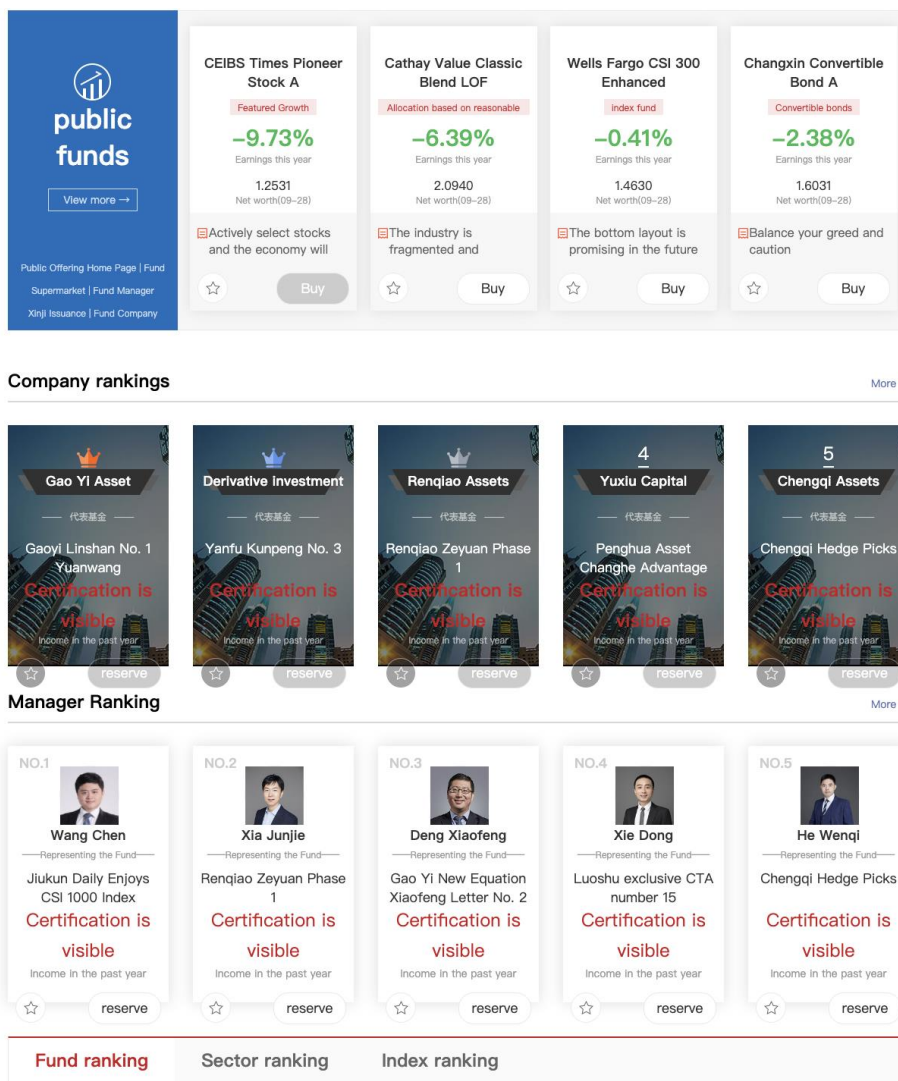 public
funds
View more →
Public Offering Home Page | Fund
Supermarket | Fund Manager
Xinji Issuance | Fund Company
CEIBS Times Pioneer
Stock A
Featured Growth
-9.73%
Earnings this year
1.2531
Net worth(09-28)
Actively select stocks
and the economy will
Buy
Cathay Value Classic
Blend LOF
Allocation based on reasonable
-6.39%
Earnings this year
2.0940
Net worth(09-28)
The industry is
fragmented and
Buy
Wells Fargo CSI 300
Enhanced
index fund
-0.41%
Earnings this year
1.4630
Net worth(09-28)
The bottom layout is
promising in the future
Buy
Changxin Convertible
Bond A
Convertible bonds
-2.38%
Earnings this year
1.6031
Net worth(09-28)
Balance your greed and
caution
Buy
Company rankings
More
Gao Yi Asset
代表基金
Gaoyi Linshan No. 1
Yuanwang
Certification is
visible
Income in the past year
reserve
Derivative investment
代表基金
Yanfu Kunpeng No. 3
Certification is
visible
Income in the past year
reserve
Renqiao Assets
代表基金
Renqiao Zeyuan Phase
1
Certification is
visible
Income in the past year
reserve
4
Yuxiu Capital
代表基金
Penghua Asset
Changhe Advantage
Certification is
visible
Income in the past year
reserve
5
Chengqi Assets
代表基金
Chengqi Hedge Picks
Certification is
visible
Income in the past year
reserve
Manager Ranking
More
NO.1
Wang Chen
Representing the Fund
Jiukun Daily Enjoys
CSI 1000 Index
Certification is
visible
Income in the past year
reserve
NO.2
Xia Junjie
Representing the Fund
Renqiao Zeyuan Phase
1
Certification is
visible
Income in the past year
reserve
NO.3
Deng Xiaofeng
Representing the Fund
Gao Yi New Equation
Xiaofeng Letter No. 2
Certification is
visible
Income in the past year
reserve
NO.4
Xie Dong
Representing the Fund
Luoshu exclusive CTA
number 15
Certification is
visible
Income in the past year
reserve
NO.5
He Wenqi
Representing the Fund
Chengqi Hedge Picks
Certification is
visible
Income in the past year
reserve
Fund ranking
Sector ranking
Index ranking